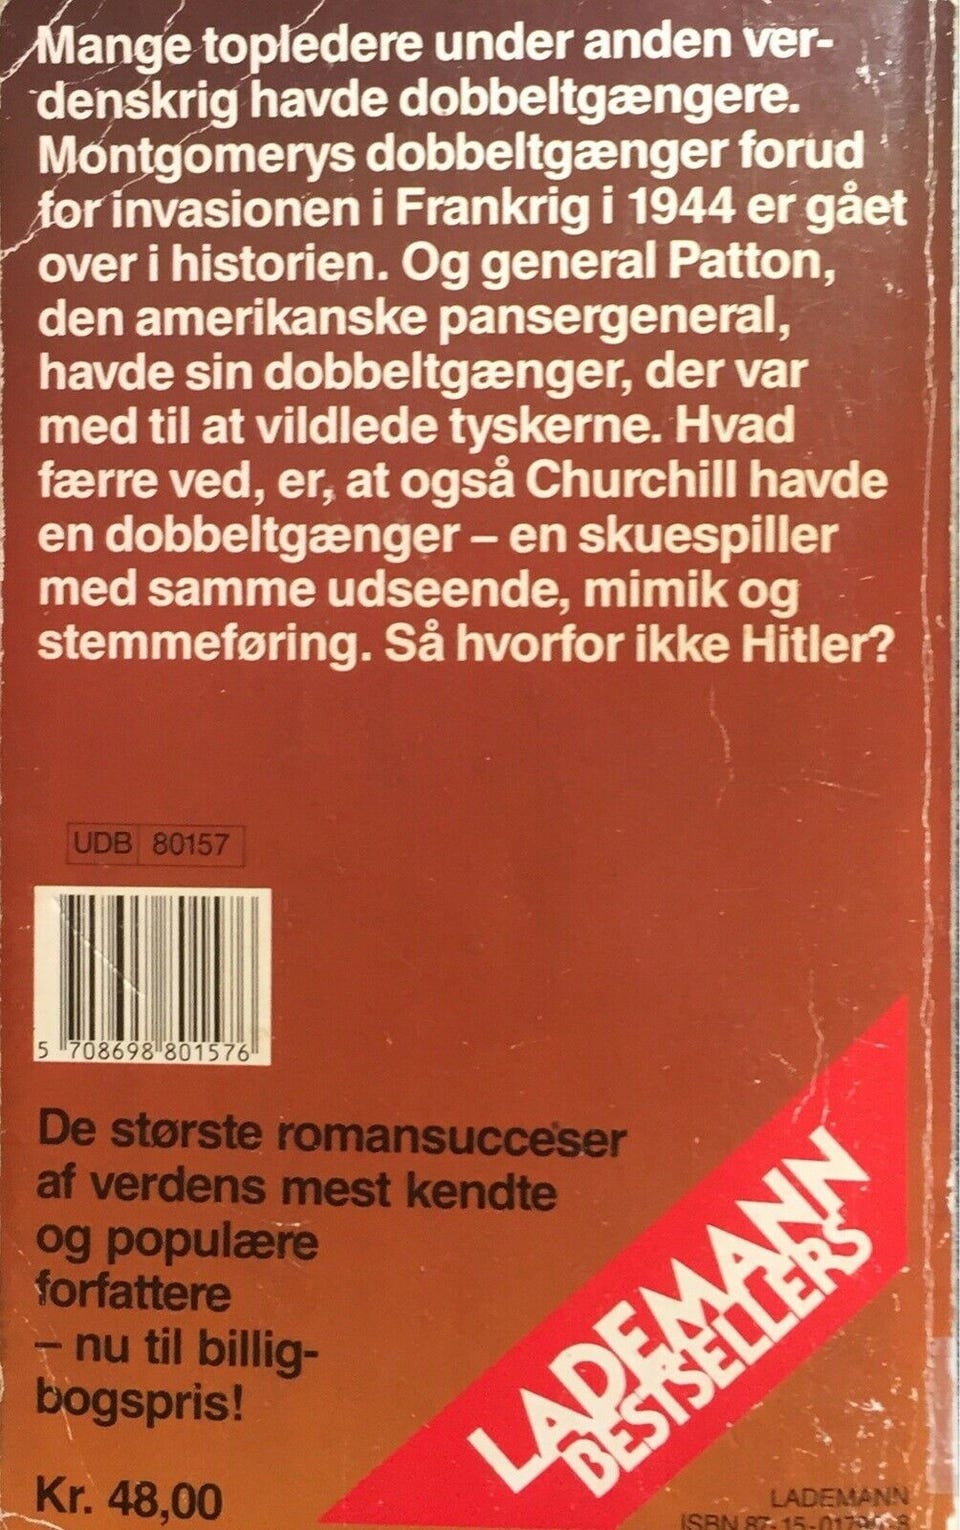 Mange topledere under anden ver-
denskrig havde dobbeltgængere.
Montgomerys dobbeltgænger forud
for invasionen i Frankrig i 1944 er gået
over i historien. Og general Patton,
den amerikanske pansergeneral,
havde sin dobbeltgænger, der var
med til at vildlede tyskerne. Hvad
færre ved, er, at også Churchill havde
en dobbeltgænger – en skuespiller
med samme udseende, mimik og
stemmeføring. Så hvorfor ikke Hitler?
UDB 80157
5 708698 801576
De største romansucceser
af verdens mest kendte
og populære
forfattere
– nu til billig-
bogspris!
Kr. 48,00
LADEMANN
BESTSELLERS
LADEMANN
ISBN 87-15-